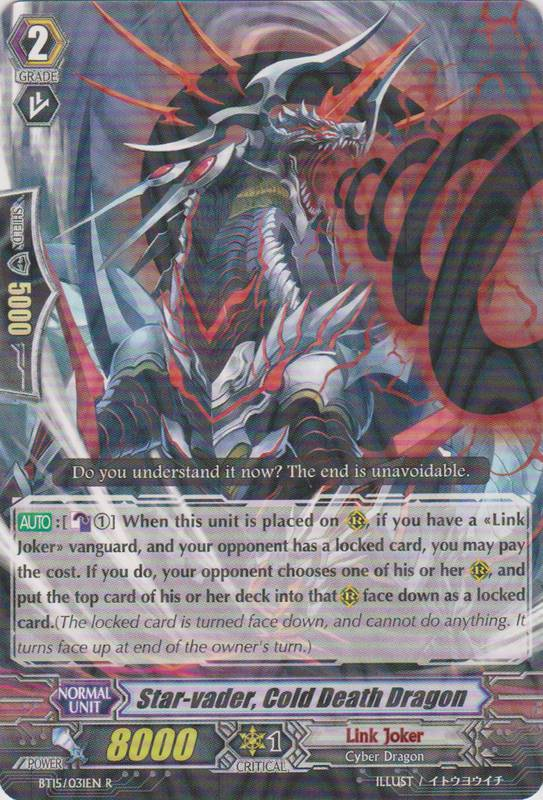 2
GRADE
SHIELD
5000
Do you understand it now? The end is unavoidable.
AUTO:[①] When this unit is placed on Ⓡ, if you have a «Link
Joker» vanguard, and your opponent has a locked card, you may pay
the cost. If you do, your opponent chooses one of his or her Ⓡ, and
put the top card of his or her deck into that Ⓡ face down as a locked
card.(The locked card is turned face down, and cannot do anything. It
turns face up at end of the owner's turn.)
NORMAL
UNIT
Star-vader, Cold Death Dragon
POWER
8000
1
CRITICAL
Link Joker
Cyber Dragon
BT15/031EN R
ILLUST / イトウヨウイチ